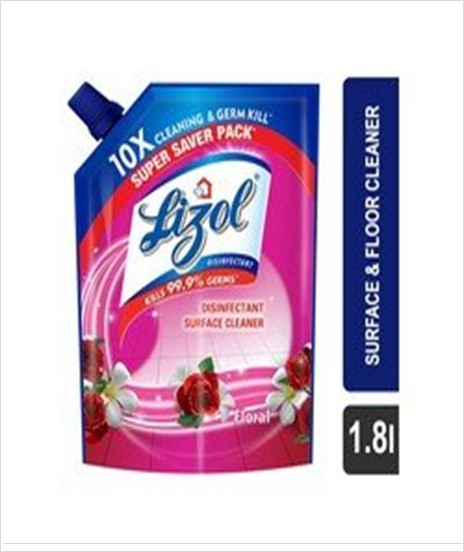 10X CLEANING & GERM KILL*
SUPER SAVER PACK*
Lizol®
DISINFECTANT
KILLS 99.9% GERMS*
DISINFECTANT
SURFACE CLEANER
Floral
SURFACE & FLOOR CLEANER
1.8l